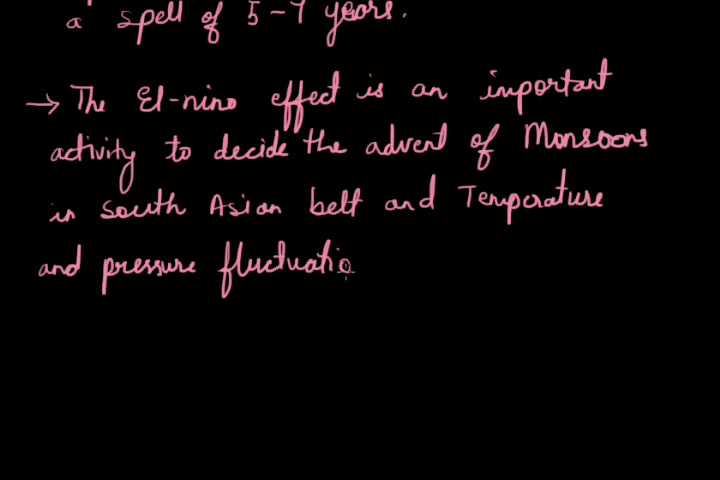 a spell of 5-7 years.
→ The El-nino effect is an important
activity to decide the advent of Monsoons
in South Asian belt and Temperature
and pressure fluctuatio